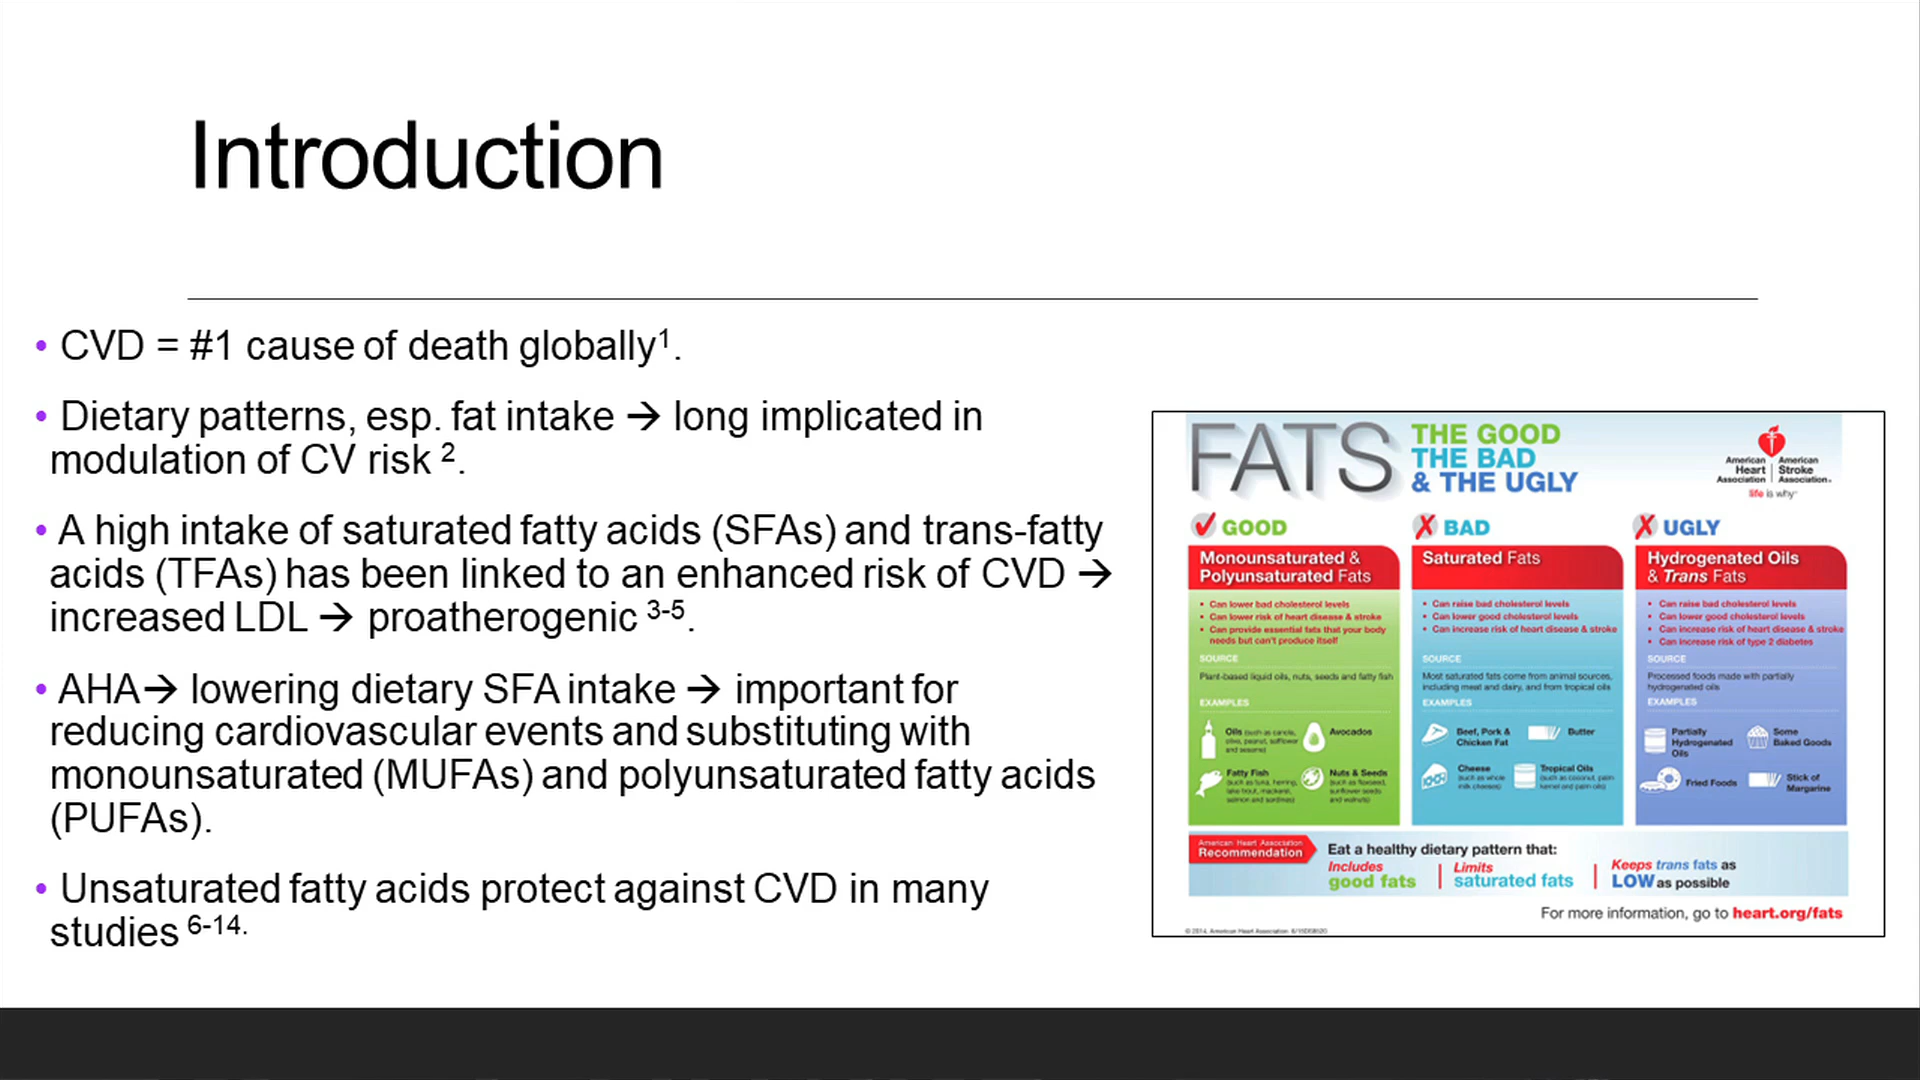 Introduction
• CVD = #1 cause of death globally1.
• Dietary patterns, esp. fat intake → long implicated in
modulation of CV risk 2.
• A high intake of saturated fatty acids (SFAs) and trans-fatty
acids (TFAs) has been linked to an enhanced risk of CVD →
increased LDL → proatherogenic 3-5.
• AHA→ lowering dietary SFA intake → important for
reducing cardiovascular events and substituting with
monounsaturated (MUFAs) and polyunsaturated fatty acids
(PUFAs).
• Unsaturated fatty acids protect against CVD in many
studies 6-14.
FATS
THE GOOD
THE BAD
& THE UGLY
American Heart Association
American Stroke Association®
life is why™
GOOD
Monounsaturated &
Polyunsaturated Fats
• Can lower bad cholesterol levels
• Can lower risk of heart disease & stroke
• Can provide essential fats that your body
needs but can't produce itself
SOURCE
Plant-based liquid oils, nuts, seeds and fatty fish
EXAMPLES
Oils (such as canola,
olive, peanut, safflower
and sesame)
Avocados
Fatty Fish
(such as tuna, herring,
lake trout, mackerel,
salmon and sardines)
Nuts & Seeds
(such as flaxseed,
sunflower seeds
and walnuts)
BAD
Saturated Fats
• Can raise bad cholesterol levels
• Can lower good cholesterol levels
• Can increase risk of heart disease & stroke
SOURCE
Most saturated fats come from animal sources,
including meat and dairy, and from tropical oils
EXAMPLES
Beef, Pork &
Chicken Fat
Butter
Cheese
(such as whole
milk cheeses)
Tropical Oils
(such as coconut, palm
kernel and palm oils)
UGLY
Hydrogenated Oils
& Trans Fats
• Can raise bad cholesterol levels
• Can lower good cholesterol levels
• Can increase risk of heart disease & stroke
• Can increase risk of type 2 diabetes
SOURCE
Processed foods made with partially
hydrogenated oils
EXAMPLES
Partially
Hydrogenated
Oils
Some
Baked Goods
Fried Foods
Stick of
Margarine
American Heart Association
Recommendation
Eat a healthy dietary pattern that:
Includes
good fats
Limits
saturated fats
Keeps trans fats as
LOW as possible
For more information, go to heart.org/fats
© 2014, American Heart Association